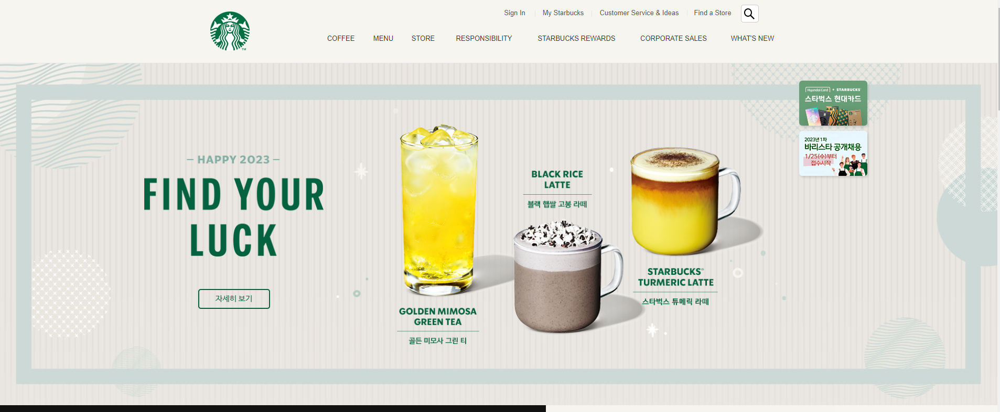 Sign In
My Starbucks
Customer Service & Ideas
Find a Store
TM
COFFEE
MENU
STORE
RESPONSIBILITY
STARBUCKS REWARDS
CORPORATE SALES
WHAT'S NEW
HyundaiCard + STARBUCKS
스타벅스 현대카드
2023년 1차
바리스타 공개채용
1/25(수)부터
접수시작
– HAPPY 2023 –
FIND YOUR
LUCK
자세히 보기
GOLDEN MIMOSA
GREEN TEA
골든 미모사 그린 티
BLACK RICE
LATTE
블랙 햅쌀 고봉 라떼
STARBUCKS®
TURMERIC LATTE
스타벅스 튜메릭 라떼